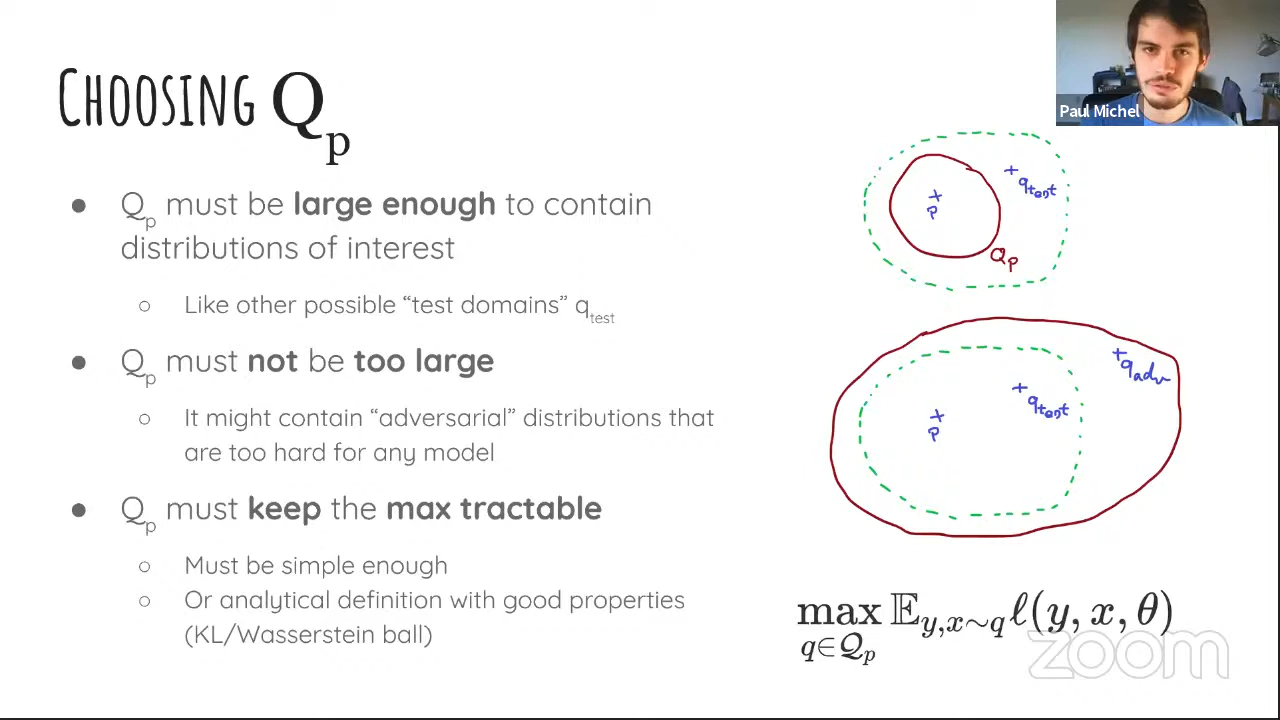 CHOOSING Qp
Paul Michel
● Qp must be large enough to contain
distributions of interest
○ Like other possible “test domains” qtest
● Qp must not be too large
○ It might contain “adversarial” distributions that
are too hard for any model
● Qp must keep the max tractable
○ Must be simple enough
○ Or analytical definition with good properties
(KL/Wasserstein ball)
+ qtest
+ p
Qp
+ qadv
+ qtest
+ p
max q∈𝒬p 𝔼y,x∼q ℓ(y, x, θ)
zoom